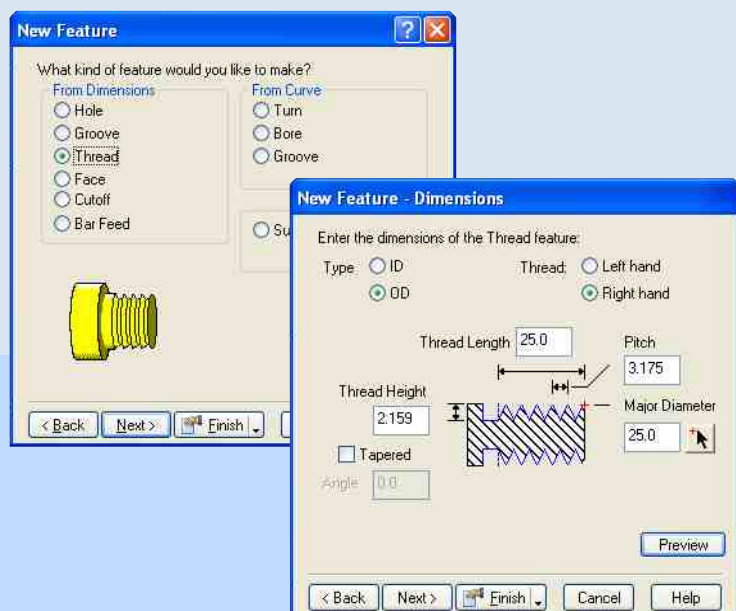 New Feature
What kind of feature would you like to make?
From Dimensions
Hole
Groove
Thread
Face
Cutoff
Bar Feed
From Curve
Turn
Bore
Groove
< Back
Next >
Finish
New Feature - Dimensions
Enter the dimensions of the Thread feature:
Type
ID
OD
Thread:
Left hand
Right hand
Thread Length 25.0
Pitch
3.175
Thread Height
2.159
Major Diameter
25.0
Tapered
Angle 0.0
Preview
< Back
Next >
Finish
Cancel
Help